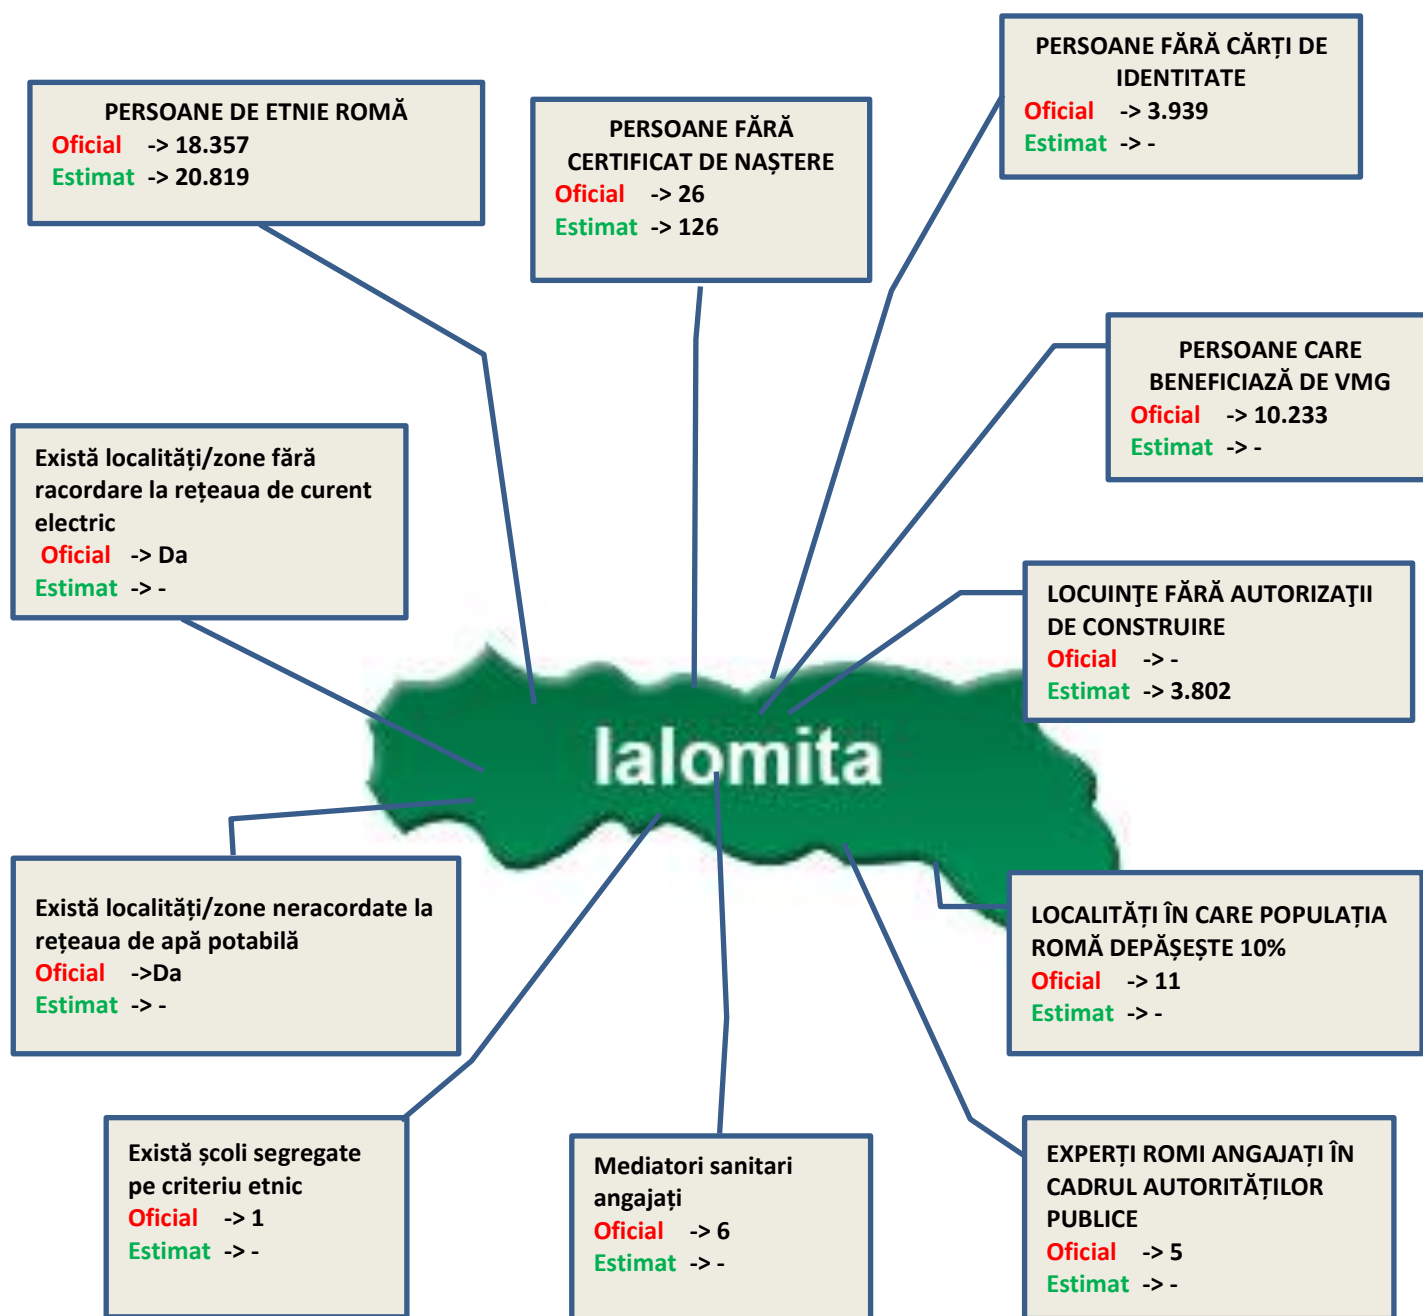 PERSOANE FĂRĂ CĂRȚI DE
IDENTITATE
Oficial -> 3.939
Estimat -> -
PERSOANE DE ETNIE ROMĂ
Oficial -> 18.357
Estimat -> 20.819
PERSOANE FĂRĂ
CERTIFICAT DE NAȘTERE
Oficial -> 26
Estimat -> 126
PERSOANE CARE
BENEFICIAZĂ DE VMG
Oficial -> 10.233
Estimat -> -
Există localități/zone fără
racordare la rețeaua de curent
electric
Oficial -> Da
Estimat -> -
LOCUINŢE FĂRĂ AUTORIZAŢII
DE CONSTRUIRE
Oficial -> -
Estimat -> 3.802
Ialomita
Există localități/zone neracordate la
rețeaua de apă potabilă
Oficial ->Da
Estimat -> -
LOCALITĂȚI ÎN CARE POPULAȚIA
ROMĂ DEPĂȘEȘTE 10%
Oficial -> 11
Estimat -> -
Există școli segregate
pe criteriu etnic
Oficial -> 1
Estimat -> -
Mediatori sanitari
angajați
Oficial -> 6
Estimat -> -
EXPERȚI ROMI ANGAJAȚI ÎN
CADRUL AUTORITĂȚILOR
PUBLICE
Oficial -> 5
Estimat -> -